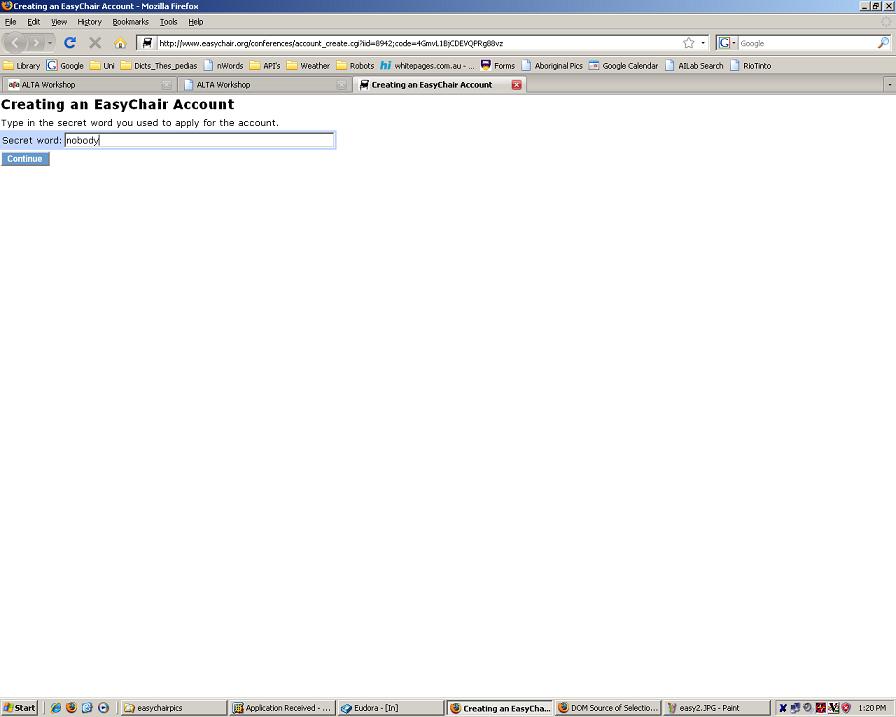 Creating an EasyChair Account - Mozilla Firefox
File Edit View History Bookmarks Tools Help
http://www.easychair.org/conferences/account_create.cgi?iid=8942;code=4GmvL1BjCDEVQPRg88vz
Google
Library Google Uni Dicts_Thes_pedias nWords API's Weather Robots hi whitepages.com.au - ... Forms Aboriginal Pics Google Calendar AILab Search RioTinto
ALTA Workshop ALTA Workshop Creating an EasyChair Account
Creating an EasyChair Account
Type in the secret word you used to apply for the account.
Secret word: nobody
Continue
Start easychairpics Application Received - ... Eudora - [In] Creating an EasyCha... DOM Source of Selectio... easy2.JPG - Paint 1:20 PM